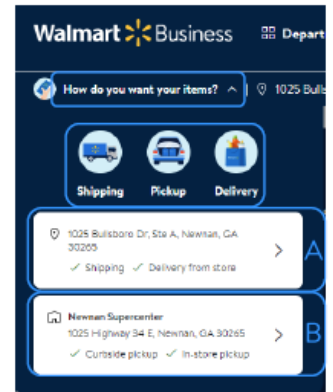 Walmart Business Depart
How do you want your items? 1025 Bulls
Shipping Pickup Delivery
1025 Bullsboro Dr, Ste A, Newnan, GA
30265
✓ Shipping ✓ Delivery from store
A
Newnan Supercenter
1025 Highway 34 E, Newnan, GA 30265
✓ Curbside pickup ✓ In-store pickup
B